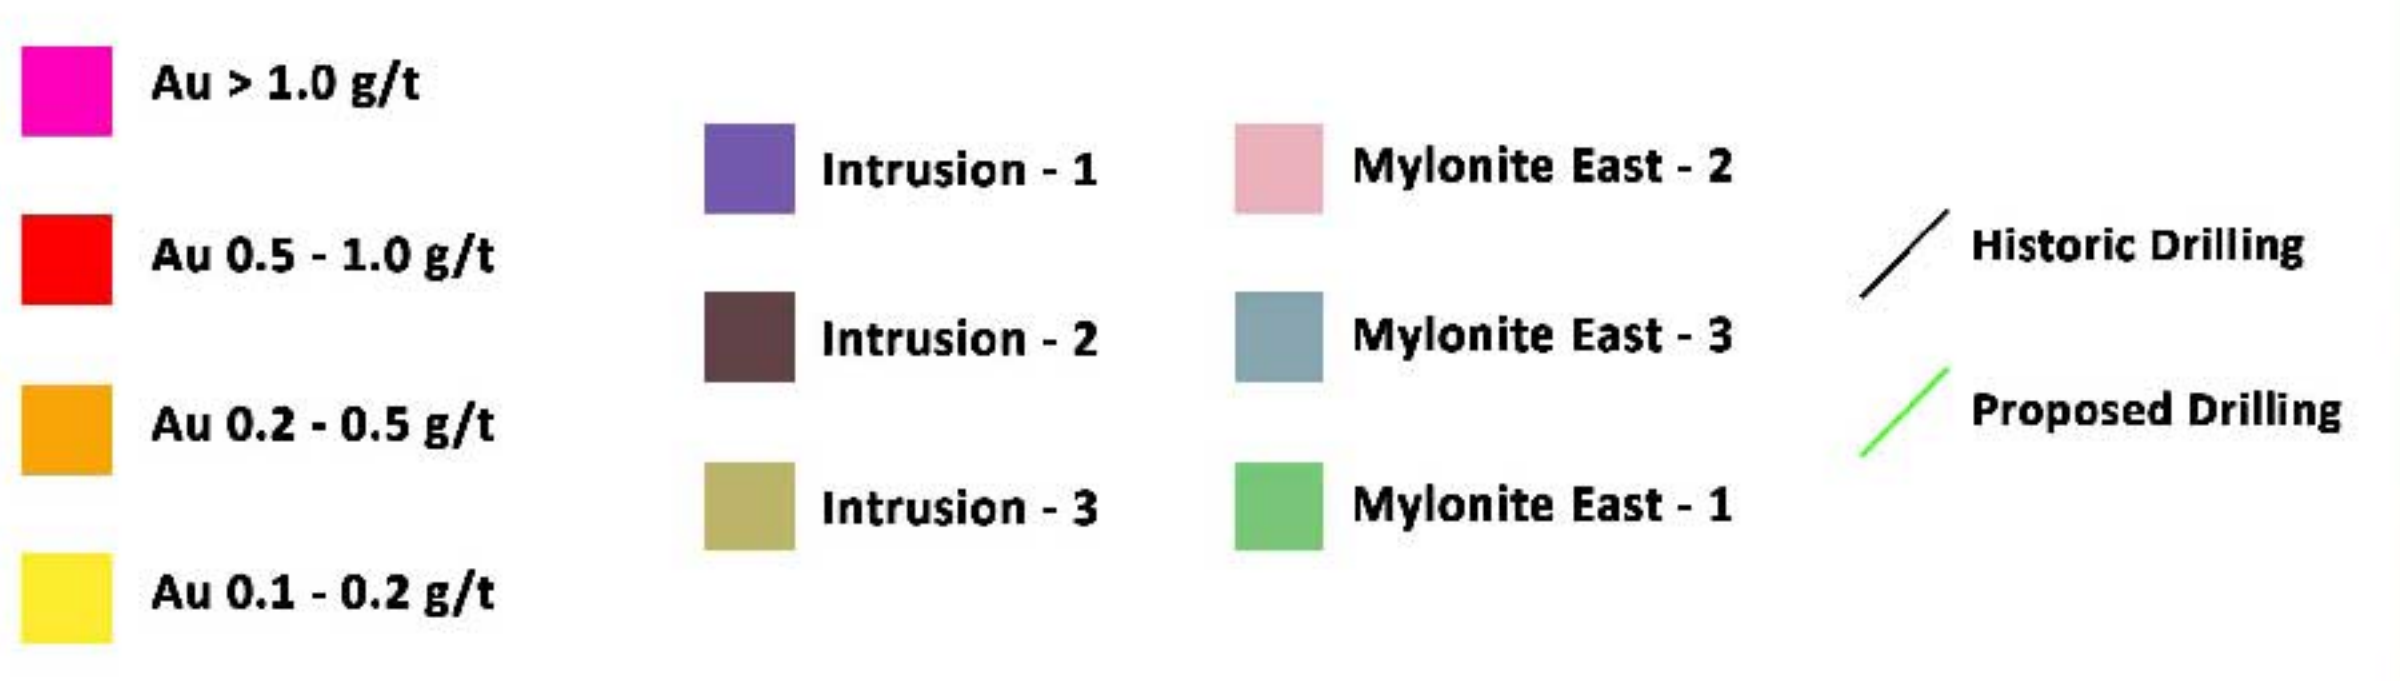 Au > 1.0 g/t
Au 0.5 - 1.0 g/t
Au 0.2 - 0.5 g/t
Au 0.1 - 0.2 g/t
Intrusion - 1
Intrusion - 2
Intrusion - 3
Mylonite East - 2
Mylonite East - 3
Mylonite East - 1
Historic Drilling
Proposed Drilling